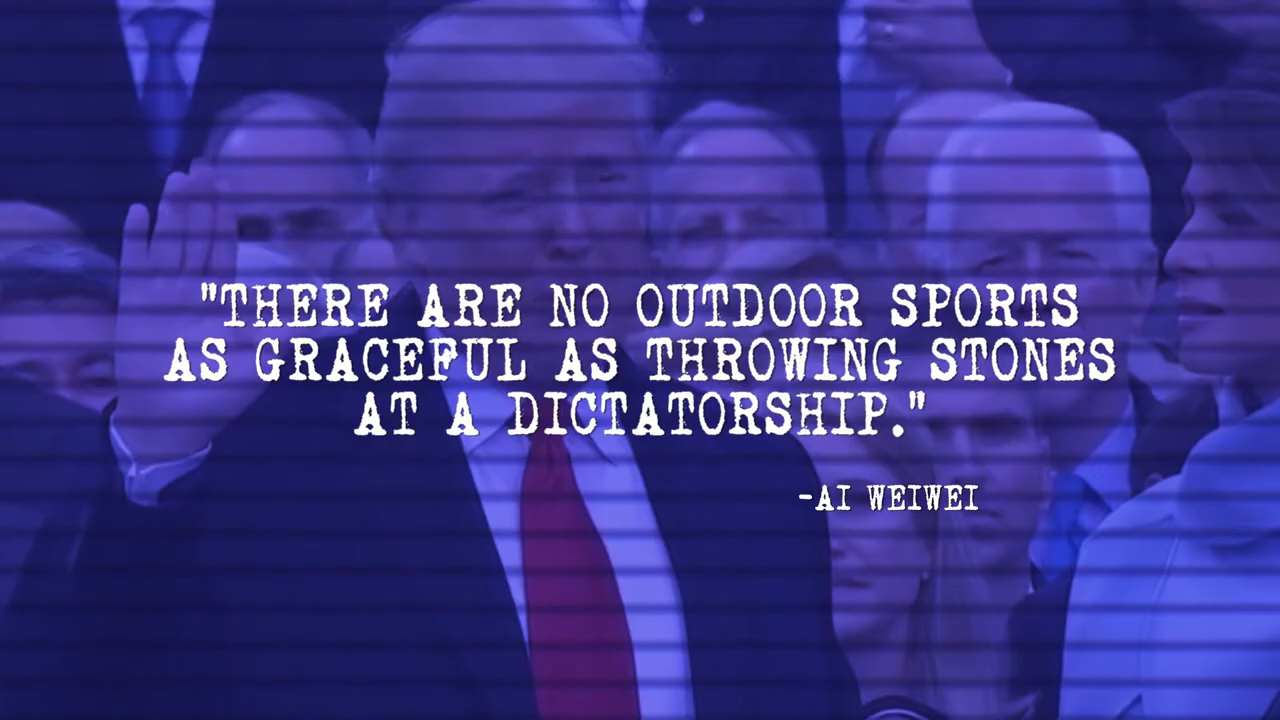 "THERE ARE NO OUTDOOR SPORTS
AS GRACEFUL AS THROWING STONES
AT A DICTATORSHIP."
-AI WEIWEI